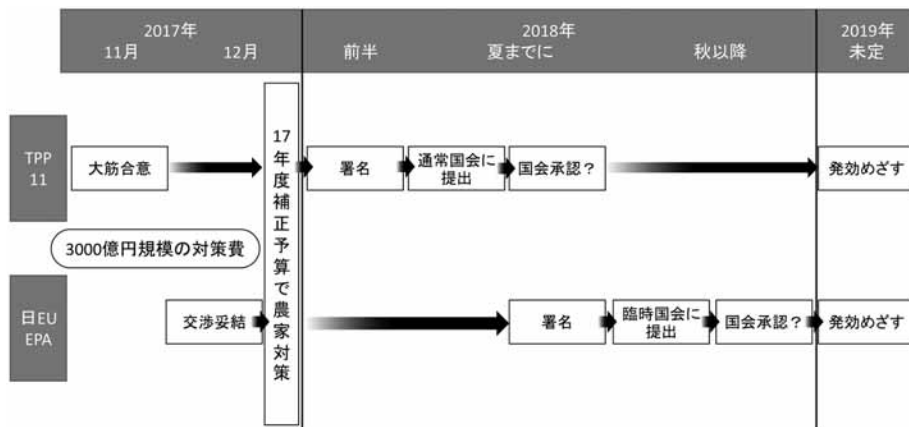 2017年
11月
12月
2018年
前半
夏までに
秋以降
2019年
未定
TPP
11
大筋合意
17年度補正予算で農家対策
署名
通常国会に
提出
国会承認？
発効めざす
3000億円規模の対策費
日EU
EPA
交渉妥結
署名
臨時国会に
提出
国会承認？
発効めざす